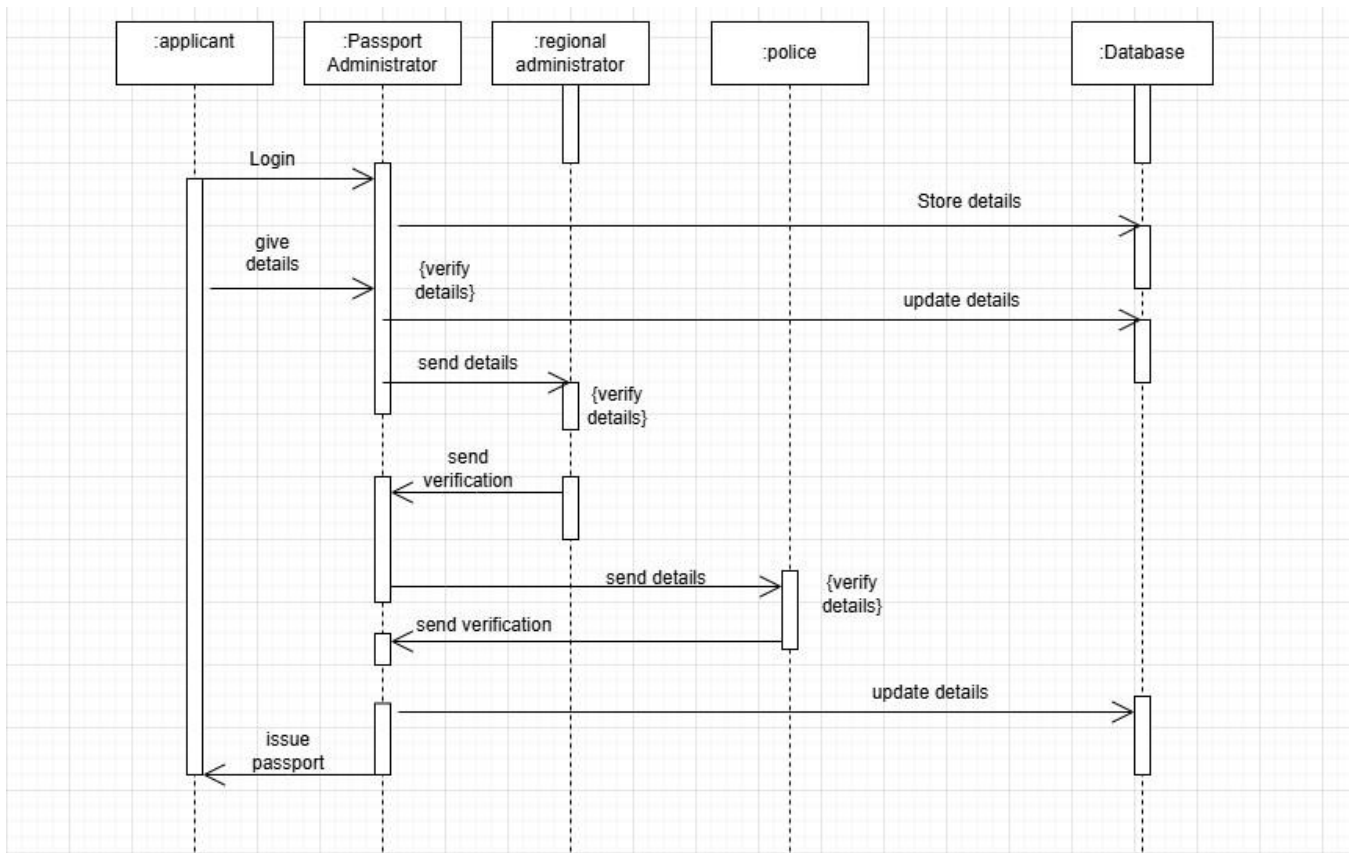 :applicant
:Passport
Administrator
:regional
administrator
:police
:Database
Login
Store details
give
details
{verify
details}
update details
send details
{verify
details}
send
verification
send details
{verify
details}
send verification
update details
issue
passport